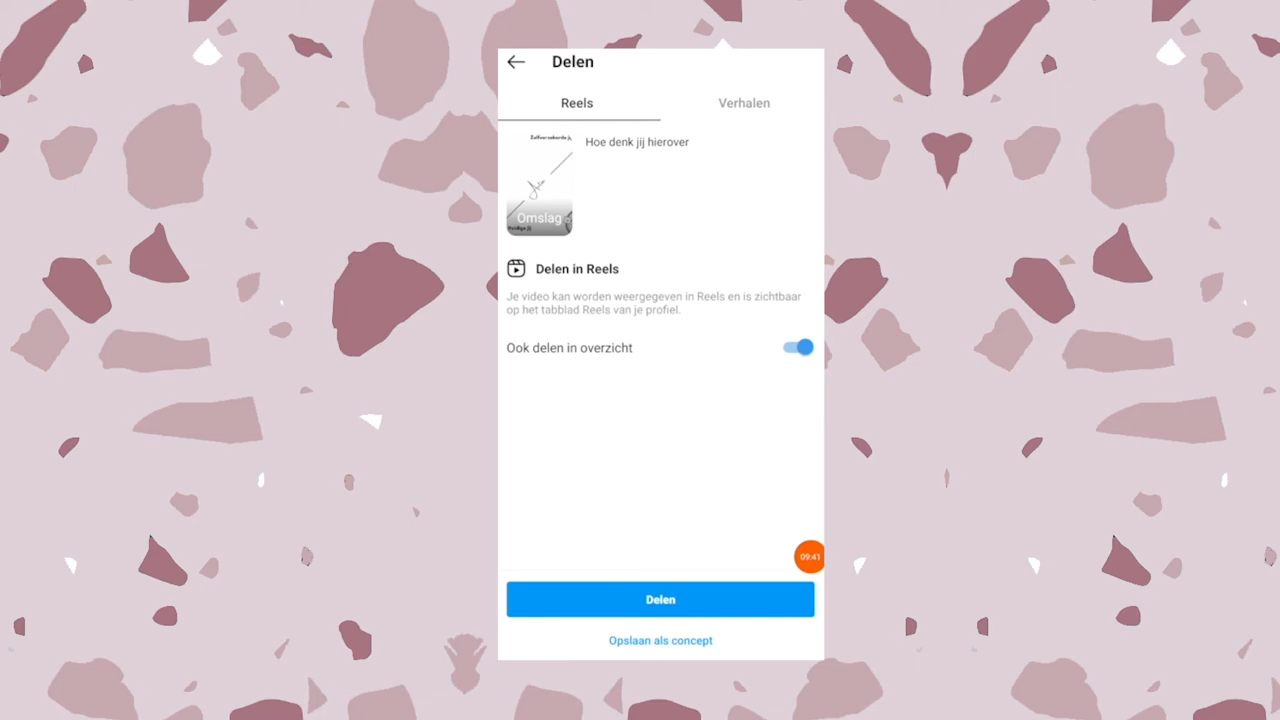 Delen
Reels
Verhalen
Hoe denk jij hierover
Omslag
Delen in Reels
Je video kan worden weergegeven in Reels en is zichtbaar
op het tabblad Reels van je profiel.
Ook delen in overzicht
09:41
Delen
Opslaan als concept